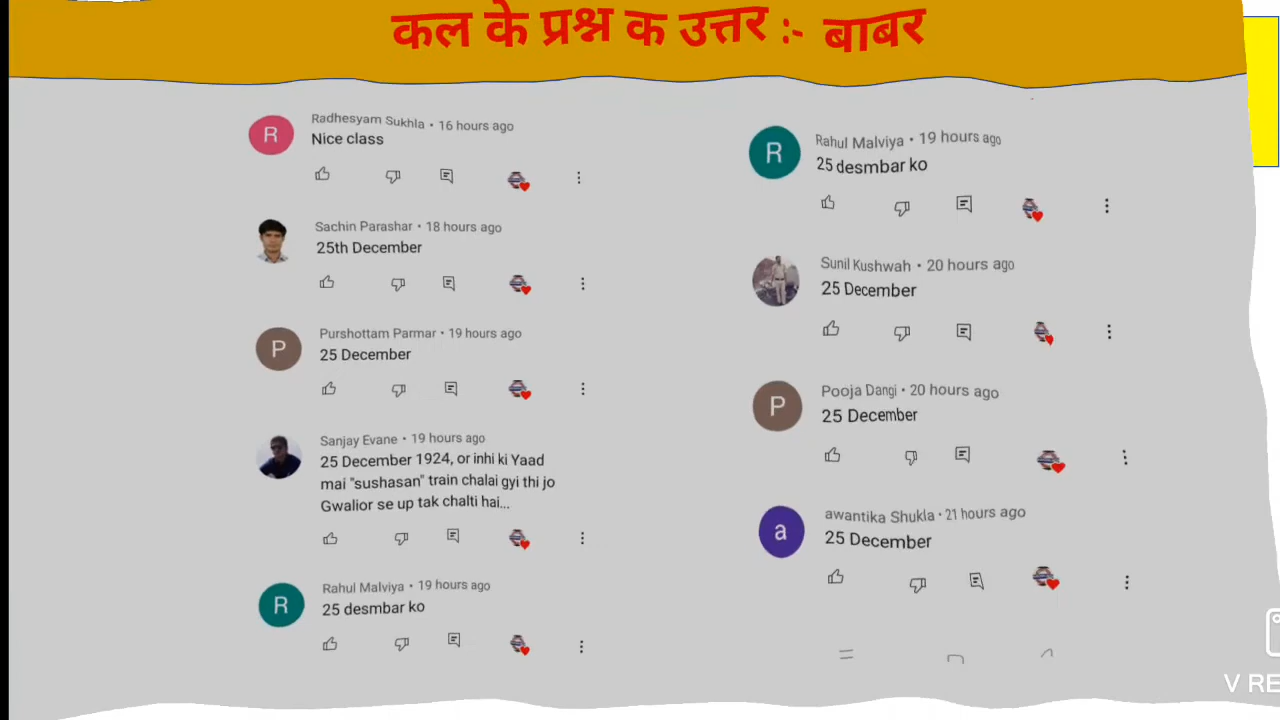 कल के प्रश्न क उत्तर :- बाबर
R
Radhesyam Sukhla • 16 hours ago
Nice class
Sachin Parashar • 18 hours ago
25th December
P
Purshottam Parmar • 19 hours ago
25 December
Sanjay Evane • 19 hours ago
25 December 1924, or inhi ki Yaad
mai "sushasan" train chalai gyi thi jo
Gwalior se up tak chalti hai...
R
Rahul Malviya • 19 hours ago
25 desmbar ko
R
Rahul Malviya • 19 hours ago
25 desmbar ko
Sunil Kushwah • 20 hours ago
25 December
P
Pooja Dangi • 20 hours ago
25 December
a
awantika Shukla • 21 hours ago
25 December
V RE